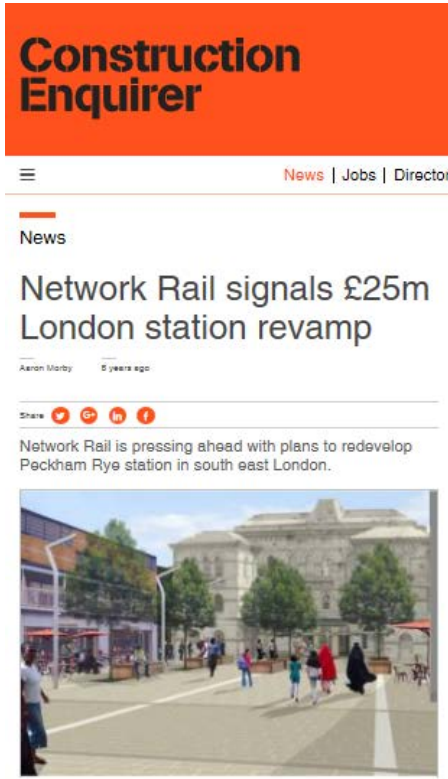 Construction
Enquirer
News | Jobs | Director
News
Network Rail signals £25m
London station revamp
Aaron Morby 5 years ago
Share G+ in f
Network Rail is pressing ahead with plans to redevelop
Peckham Rye station in south east London.